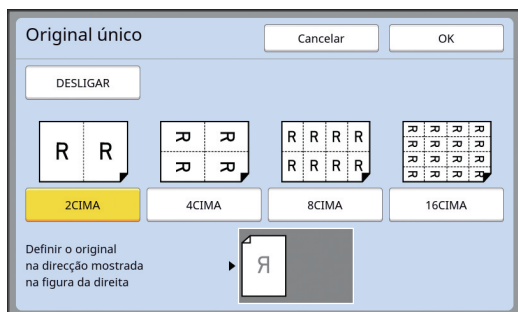 Original único
Cancelar
OK
DESLIGAR
R R
R R
R R
R R R R
R R R R
R R R R
R R R R
R R R R
R R R R
2CIMA
4CIMA
8CIMA
16CIMA
Definir o original
na direcção mostrada
na figura da direita
R